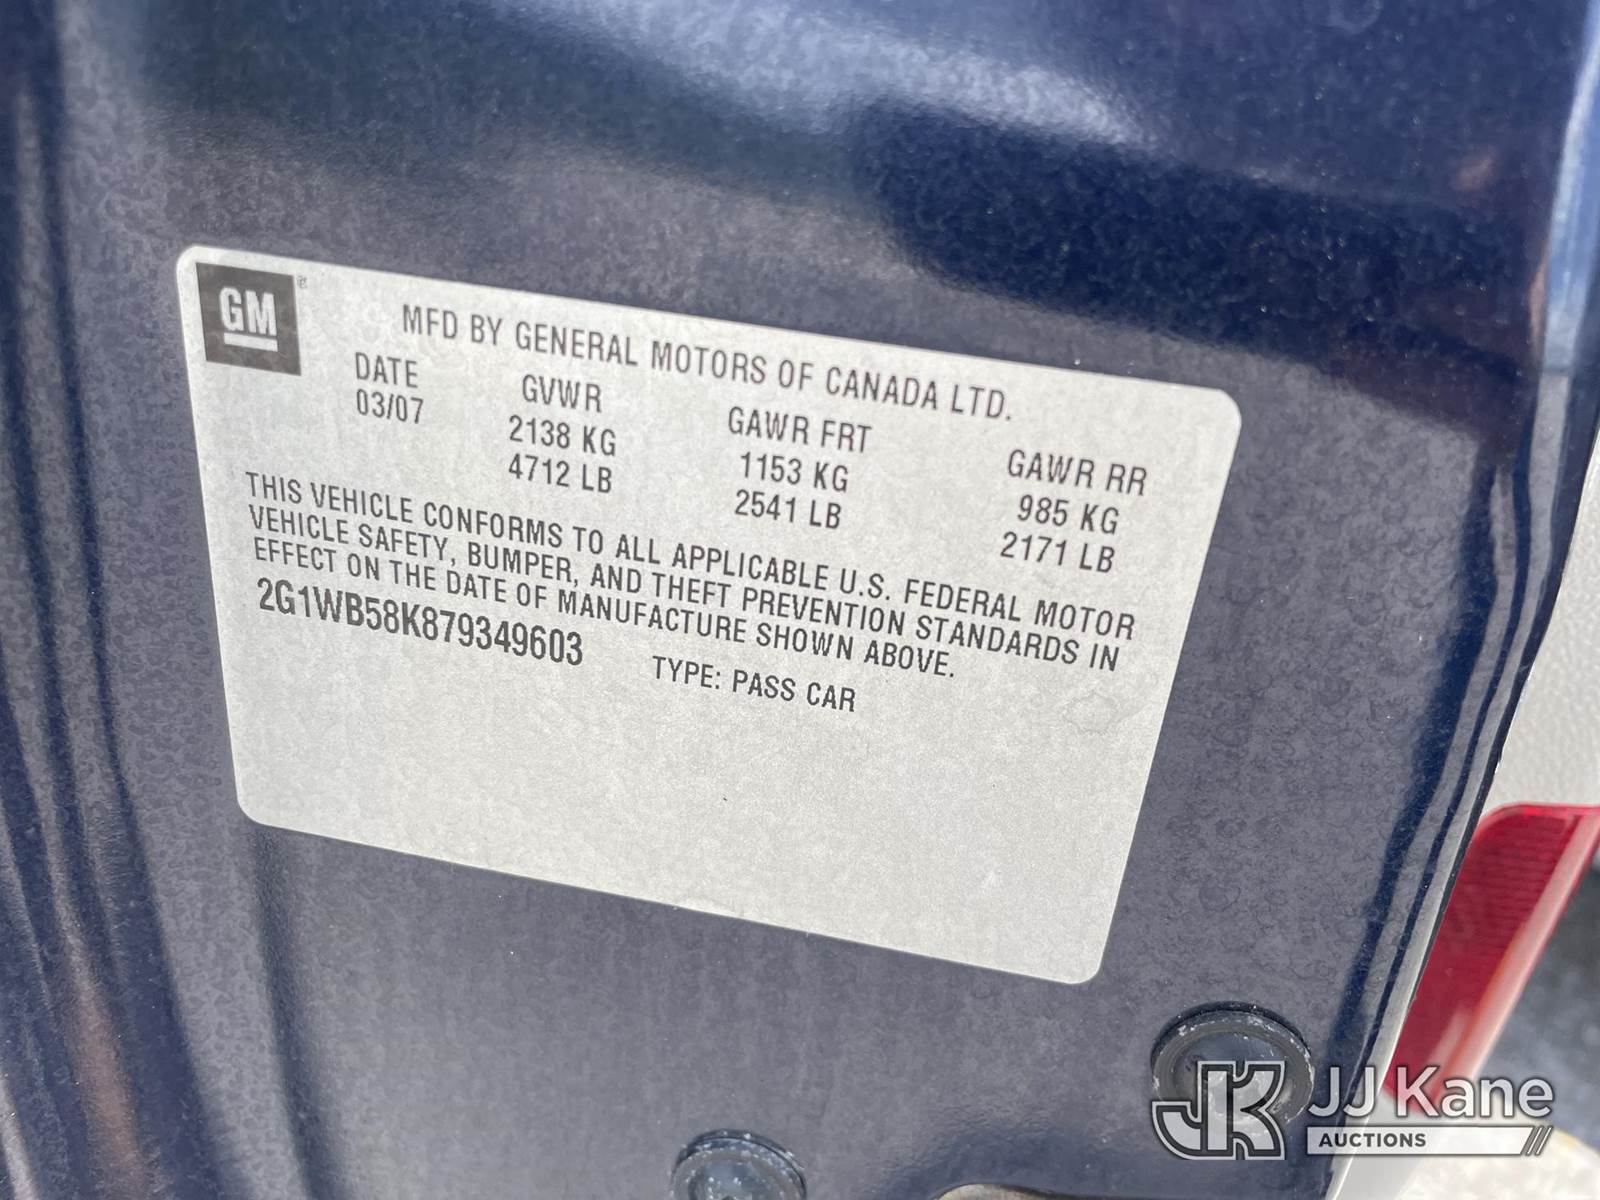 GM
MFD BY GENERAL MOTORS OF CANADA LTD.
DATE GVWR GAWR FRT GAWR RR
03/07 2138 KG 1153 KG 985 KG
4712 LB 2541 LB 2171 LB
THIS VEHICLE CONFORMS TO ALL APPLICABLE U.S. FEDERAL MOTOR
VEHICLE SAFETY, BUMPER, AND THEFT PREVENTION STANDARDS IN
EFFECT ON THE DATE OF MANUFACTURE SHOWN ABOVE.
2G1WB58K879349603 TYPE: PASS CAR
JK JJ Kane
AUCTIONS